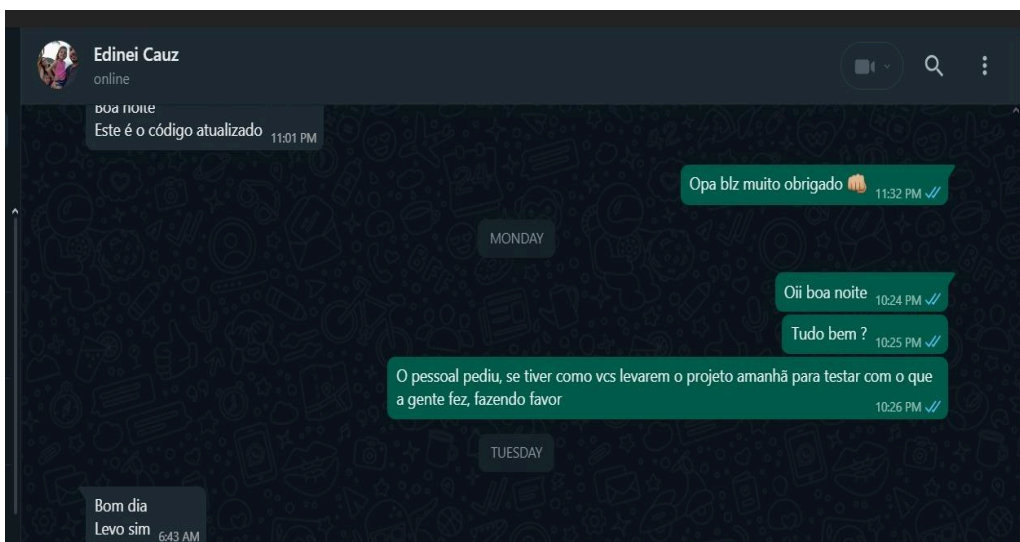 Edinei Cauz
online
Boa noite
Este é o código atualizado 11:01 PM
Opa blz muito obrigado 👊🏼 11:32 PM
MONDAY
Oii boa noite 10:24 PM
Tudo bem ? 10:25 PM
O pessoal pediu, se tiver como vcs levarem o projeto amanhã para testar com o que
a gente fez, fazendo favor 10:26 PM
TUESDAY
Bom dia
Levo sim 6:43 AM